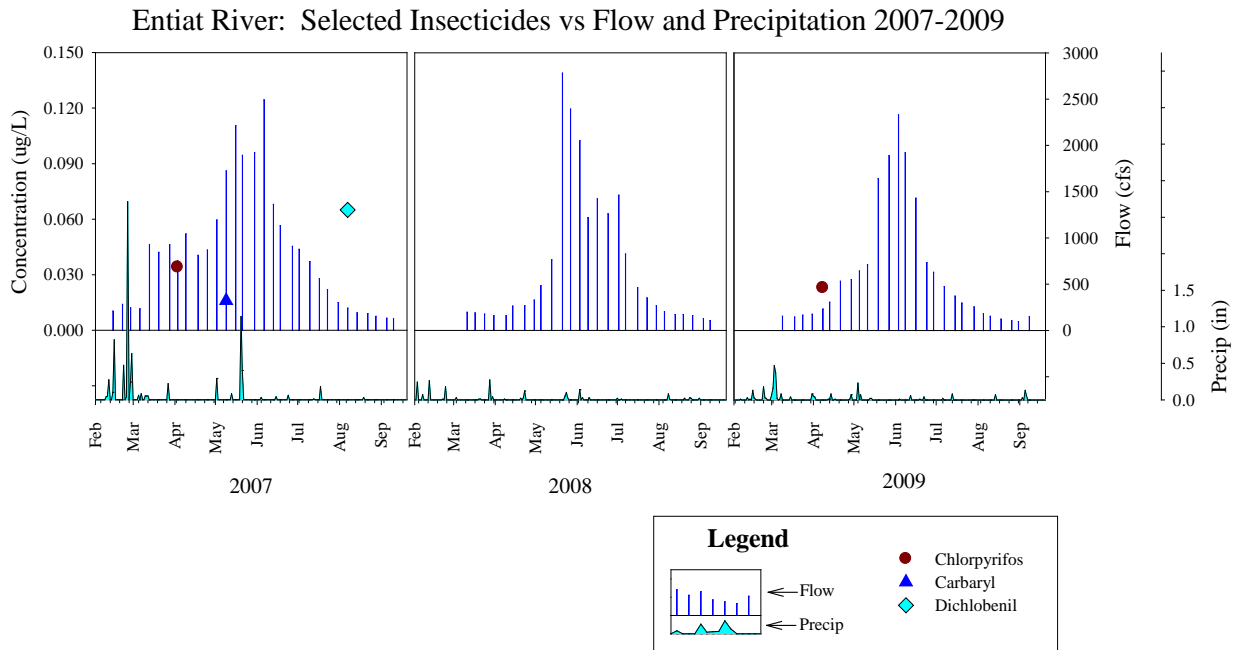 Entiat River: Selected Insecticides vs Flow and Precipitation 2007-2009
Concentration (ug/L)
0.150
0.120
0.090
0.060
0.030
0.000
3000
2500
2000
1500
1000
500
0
Flow (cfs)
1.5
1.0
0.5
0.0
Precip (in)
Feb Mar Apr May Jun Jul Aug Sep
Feb Mar Apr May Jun Jul Aug Sep
Feb Mar Apr May Jun Jul Aug Sep
2007 2008 2009
Legend
Flow
Precip
Chlorpyrifos
Carbaryl
Dichlobenil